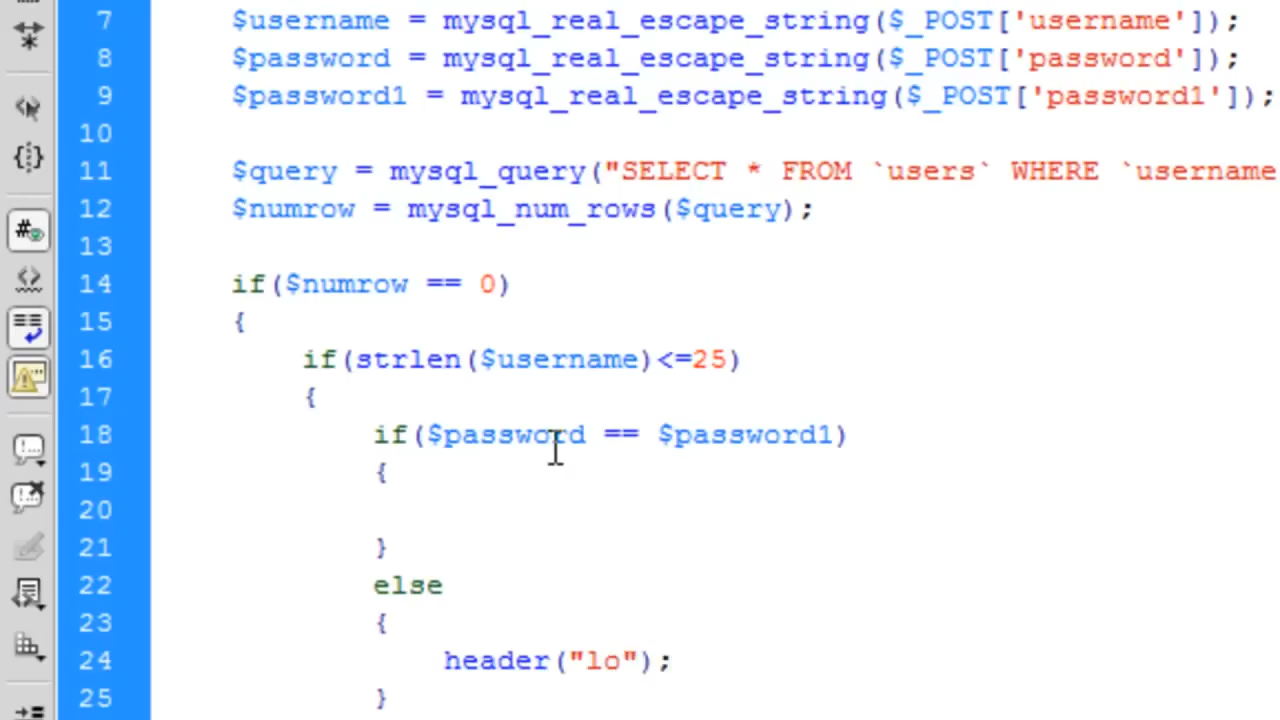 7 $username = mysql_real_escape_string($_POST['username']);
8 $password = mysql_real_escape_string($_POST['password']);
9 $password1 = mysql_real_escape_string($_POST['password1']);
10
11 $query = mysql_query("SELECT * FROM `users` WHERE `username
12 $numrow = mysql_num_rows($query);
13
14 if($numrow == 0)
15 {
16 if(strlen($username)<=25)
17 {
18 if($password == $password1)
19 {
20
21 }
22 else
23 {
24 header("lo");
25 }